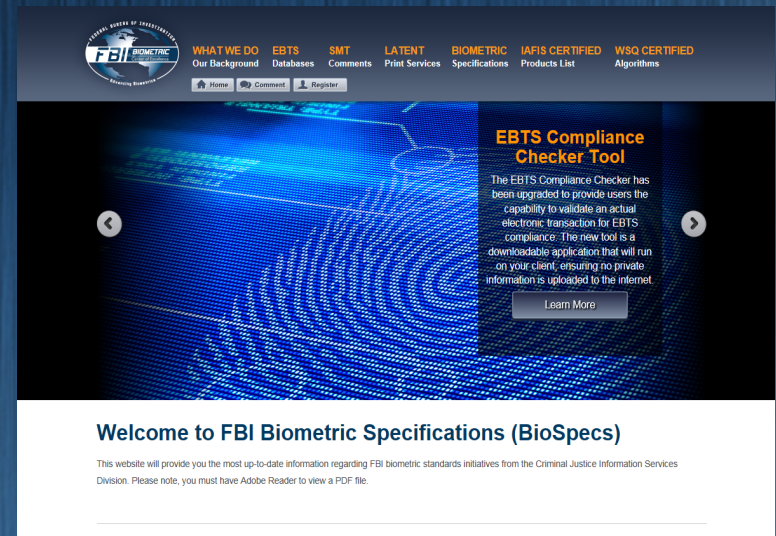 FEDERAL BUREAU OF INVESTIGATION
FBI BIOMETRIC
Center of Excellence
Advancing Biometrics
WHAT WE DO EBTS SMT LATENT BIOMETRIC IAFIS CERTIFIED WSQ CERTIFIED
Our Background Databases Comments Print Services Specifications Products List Algorithms
Home Comment Register
EBTS Compliance
Checker Tool
The EBTS Compliance Checker has
been upgraded to provide users the
capability to validate an actual
electronic transaction for EBTS
compliance. The new tool is a
downloadable application that will run
on your client, ensuring no private
information is uploaded to the internet.
Learn More
Welcome to FBI Biometric Specifications (BioSpecs)
This website will provide you the most up-to-date information regarding FBI biometric standards initiatives from the Criminal Justice Information Services
Division. Please note, you must have Adobe Reader to view a PDF file.